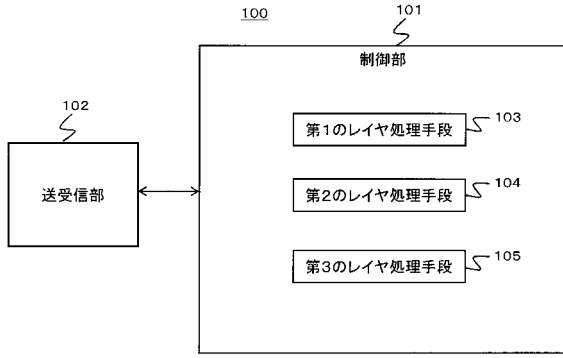 100
101
制御部
102
送受信部
第1のレイヤ処理手段
103
第2のレイヤ処理手段
104
第3のレイヤ処理手段
105